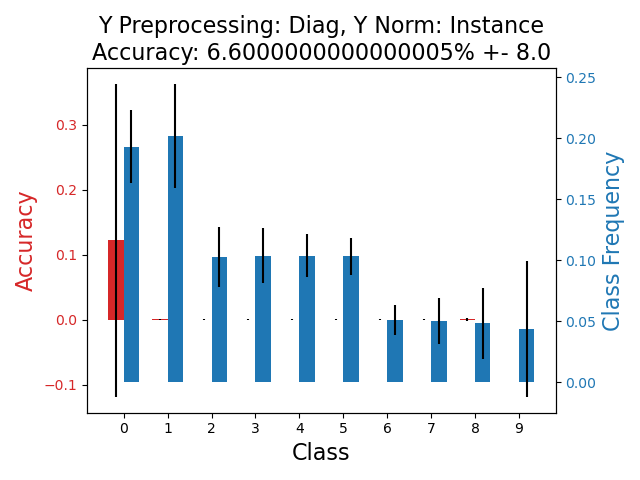 Y Preprocessing: Diag, Y Norm: Instance
Accuracy: 6.6000000000000005% +- 8.0
0.3
0.2
0.1
0.0
−0.1
Accuracy
0.25
0.20
0.15
0.10
0.05
0.00
Class Frequency
0 1 2 3 4 5 6 7 8 9
Class